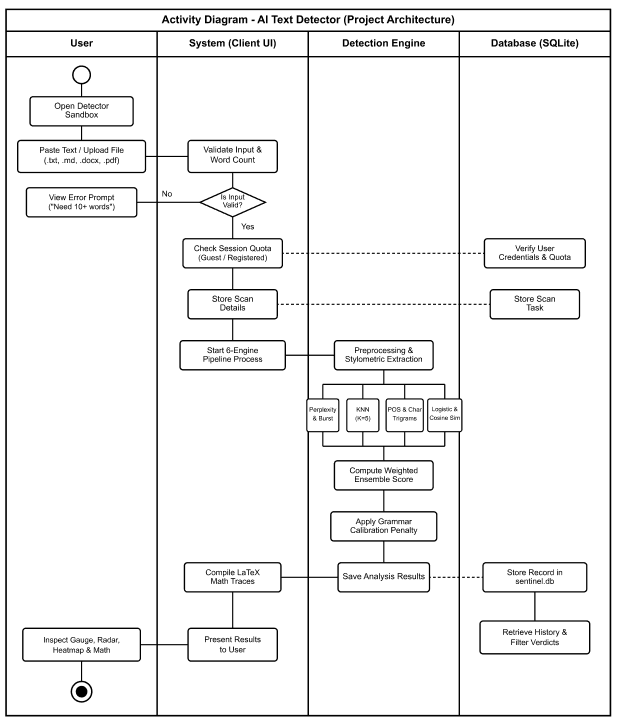 Activity Diagram - AI Text Detector (Project Architecture)
User
System (Client UI)
Detection Engine
Database (SQLite)
Open Detector
Sandbox
Paste Text / Upload File
(.txt, .md, .docx, .pdf)
Validate Input &
Word Count
View Error Prompt
("Need 10+ words")
No
Is Input
Valid?
Yes
Check Session Quota
(Guest / Registered)
Verify User
Credentials & Quota
Store Scan
Details
Store Scan
Task
Start 6-Engine
Pipeline Process
Preprocessing &
Stylometric Extraction
Perplexity
& Burst
KNN
(K=5)
POS & Char
Trigrams
Logistic &
Cosine Sim
Compute Weighted
Ensemble Score
Apply Grammar
Calibration Penalty
Compile LaTeX
Math Traces
Save Analysis Results
Store Record in
sentinel.db
Inspect Gauge, Radar,
Heatmap & Math
Present Results
to User
Retrieve History &
Filter Verdicts